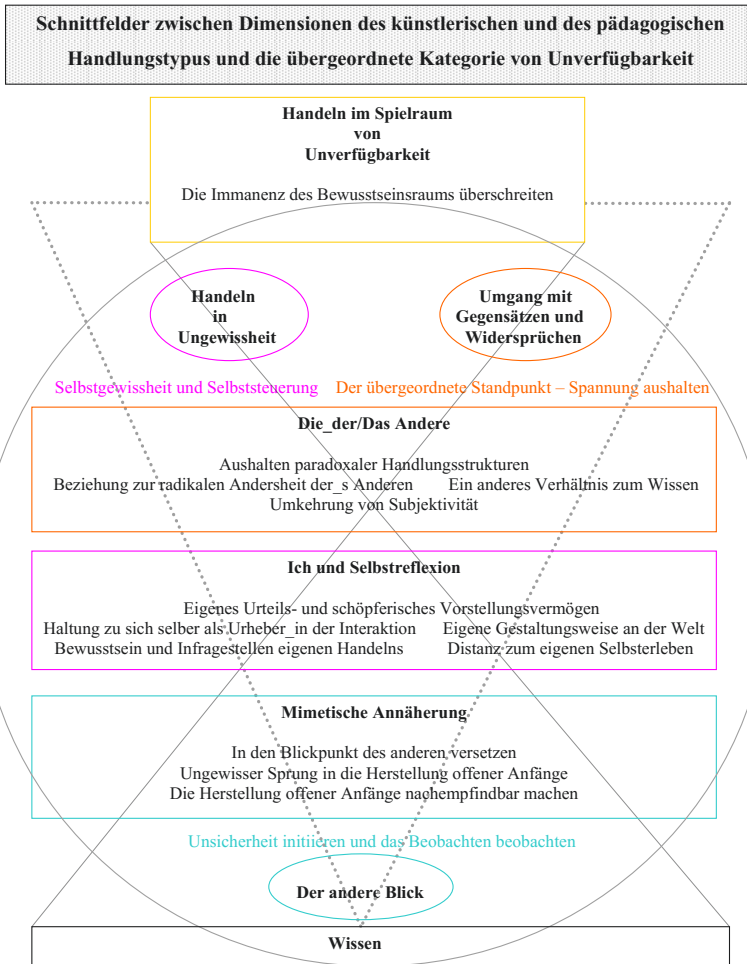 Schnittfelder zwischen Dimensionen des künstlerischen und des pädagogischen
Handlungstypus und die übergeordnete Kategorie von Unverfügbarkeit
Handeln im Spielraum
von
Unverfügbarkeit
Die Immanenz des Bewusstseinsraums überschreiten
Handeln
in
Ungewissheit
Umgang mit
Gegensätzen und
Widersprüchen
Selbstgewissheit und Selbststeuerung
Der übergeordnete Standpunkt – Spannung aushalten
Die_der/Das Andere
Aushalten paradoxaler Handlungsstrukturen
Beziehung zur radikalen Andersheit der_s Anderen Ein anderes Verhältnis zum Wissen
Umkehrung von Subjektivität
Ich und Selbstreflexion
Eigenes Urteils- und schöpferisches Vorstellungsvermögen
Haltung zu sich selber als Urheber_in der Interaktion Eigene Gestaltungsweise an der Welt
Bewusstsein und Infragestellen eigenen Handelns Distanz zum eigenen Selbsterleben
Mimetische Annäherung
In den Blickpunkt des anderen versetzen
Ungewisser Sprung in die Herstellung offener Anfänge
Die Herstellung offener Anfänge nachempfindbar machen
Unsicherheit initiieren und das Beobachten beobachten
Der andere Blick
Wissen